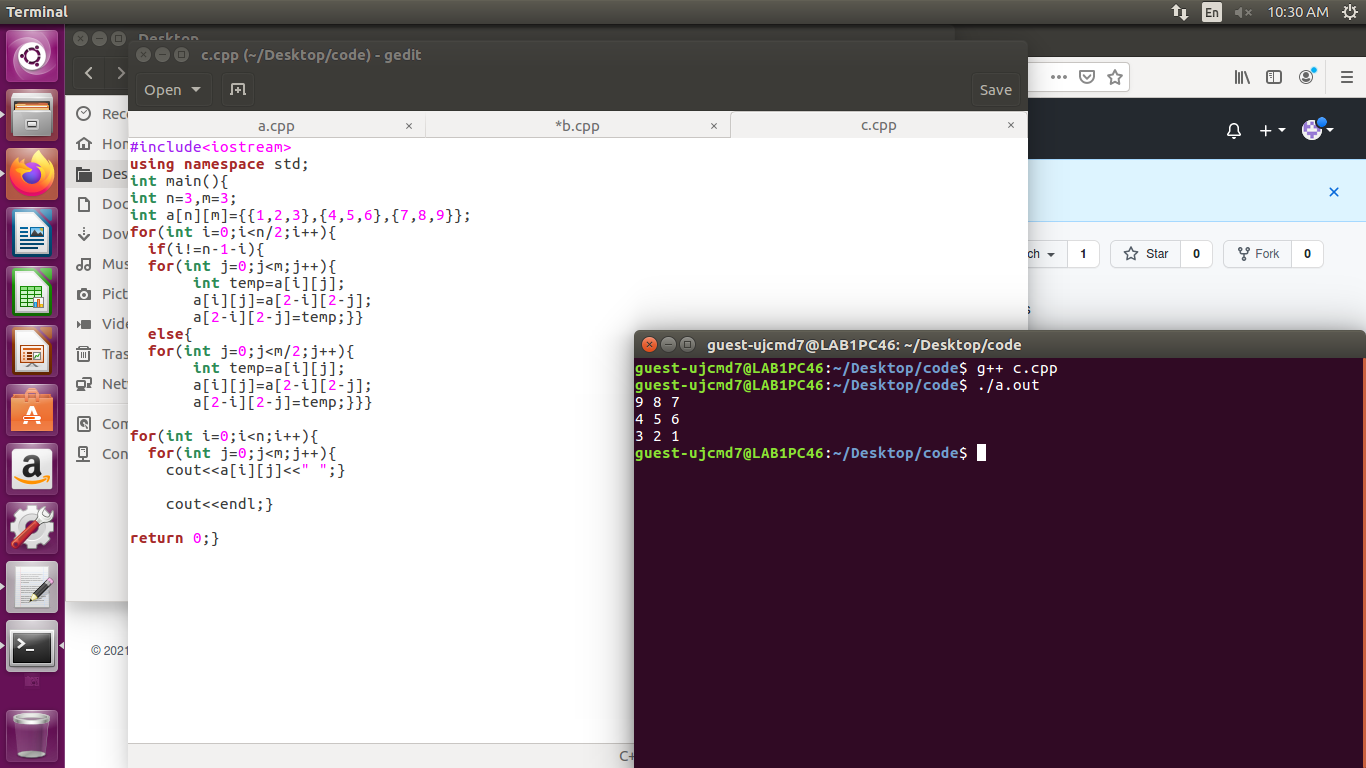 Terminal
En
10:30 AM
Desktop
c.cpp (~/Desktop/code) - gedit
Open
Save
a.cpp ×
*b.cpp ×
c.cpp ×
#include<iostream>
using namespace std;
int main(){
int n=3,m=3;
int a[n][m]={{1,2,3},{4,5,6},{7,8,9}};
for(int i=0;i<n/2;i++){
  if(i!=n-1-i){
  for(int j=0;j<m;j++){
       int temp=a[i][j];
       a[i][j]=a[2-i][2-j];
       a[2-i][2-j]=temp;}}
  else{
  for(int j=0;j<m/2;j++){
       int temp=a[i][j];
       a[i][j]=a[2-i][2-j];
       a[2-i][2-j]=temp;}}}
for(int i=0;i<n;i++){
  for(int j=0;j<m;j++){
    cout<<a[i][j]<<" ";}
    cout<<endl;}
return 0;}
Rec
Hor
Des
Doc
Dov
Mus
Pict
Vide
Tras
Net
Com
Con
© 2021
C+
ch
1
Star
0
Fork
0
guest-ujcmd7@LAB1PC46: ~/Desktop/code
guest-ujcmd7@LAB1PC46:~/Desktop/code$ g++ c.cpp
guest-ujcmd7@LAB1PC46:~/Desktop/code$ ./a.out
9 8 7
4 5 6
3 2 1
guest-ujcmd7@LAB1PC46:~/Desktop/code$